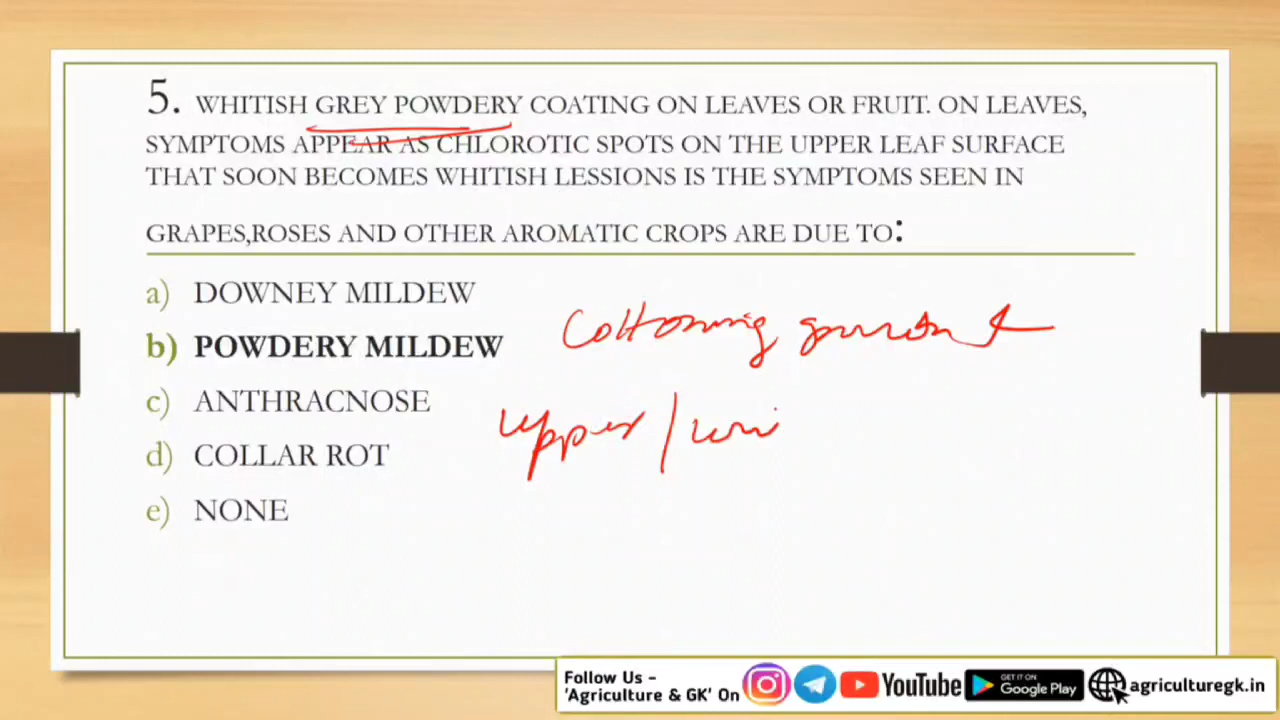 5. WHITISH GREY POWDERY COATING ON LEAVES OR FRUIT. ON LEAVES,
SYMPTOMS APPEAR AS CHLOROTIC SPOTS ON THE UPPER LEAF SURFACE
THAT SOON BECOMES WHITISH LESSIONS IS THE SYMPTOMS SEEN IN
GRAPES,ROSES AND OTHER AROMATIC CROPS ARE DUE TO:
a) DOWNEY MILDEW
b) POWDERY MILDEW
c) ANTHRACNOSE
d) COLLAR ROT
e) NONE
upper /
Follow Us -
'Agriculture & GK' On
YouTube
GET IT ON
Google Play
agriculturegk.in